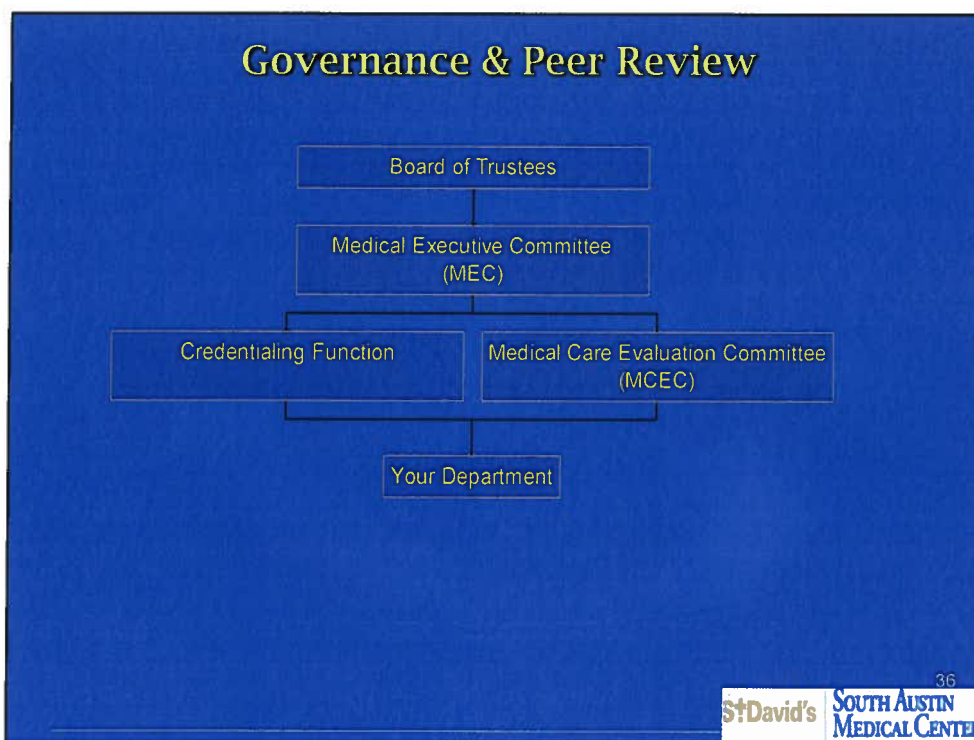 Governance & Peer Review
Board of Trustees
Medical Executive Committee
(MEC)
Credentialing Function
Medical Care Evaluation Committee
(MCEC)
Your Department
36
St David's
SOUTH AUSTIN
MEDICAL CENTE